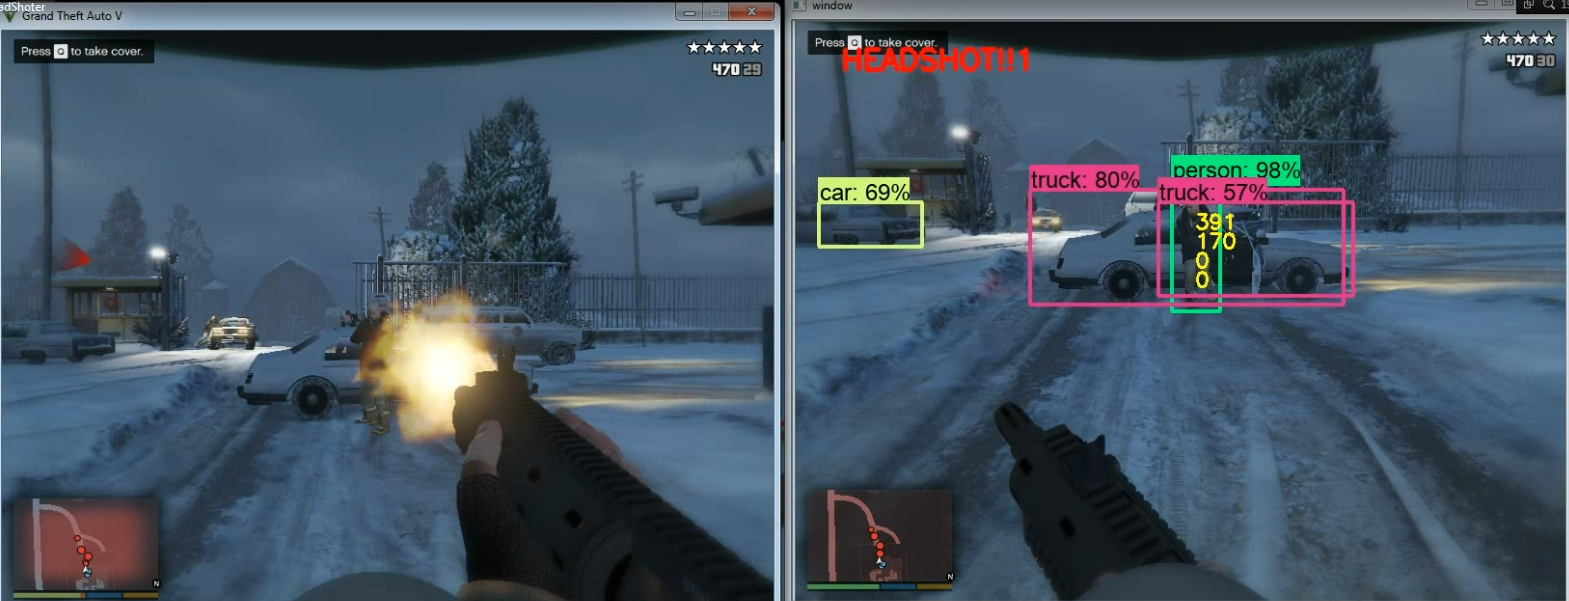 adShoter
Grand Theft Auto V
Press Q to take cover.
470 29
N
window
Press Q to take cover.
HEADSHOT!!1
470 30
car: 69%
truck: 80%
person: 98%
truck: 57%
391
170
0
0
N